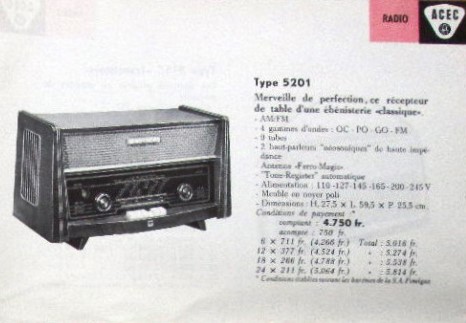 RADIO
ACEC
Type 5201
Merveille de perfection, ce récepteur
de table d'une ébénisterie «classique».
- AM/FM
- 4 gammes d'ondes : OC - PO - GO - FM
- 9 tubes
- 2 haut-parleurs "acousniques" de haute impé-
dance
- Antenne «Ferro-Magic»
- "Tone-Register" automatique
- Alimentation : 110 -127- 145 -165- 200 - 245 V
- Meuble en noyer poli
- Dimensions : H. 27,5 × L. 59,5 × P. 25,5 cm.
Conditions de payement *
comptant : 4.750 fr.
acompte : 750 fr.
6 × 711 fr. (4.266 fr.) Total : 5.016 fr.
12 × 377 fr. (4.524 fr.) » : 5.274 fr.
18 × 266 fr. (4.788 fr.) » : 5.538 fr.
24 × 211 fr. (5.064 fr.) » : 5.814 fr.
* Conditions établies suivant les barèmes de la S.A.